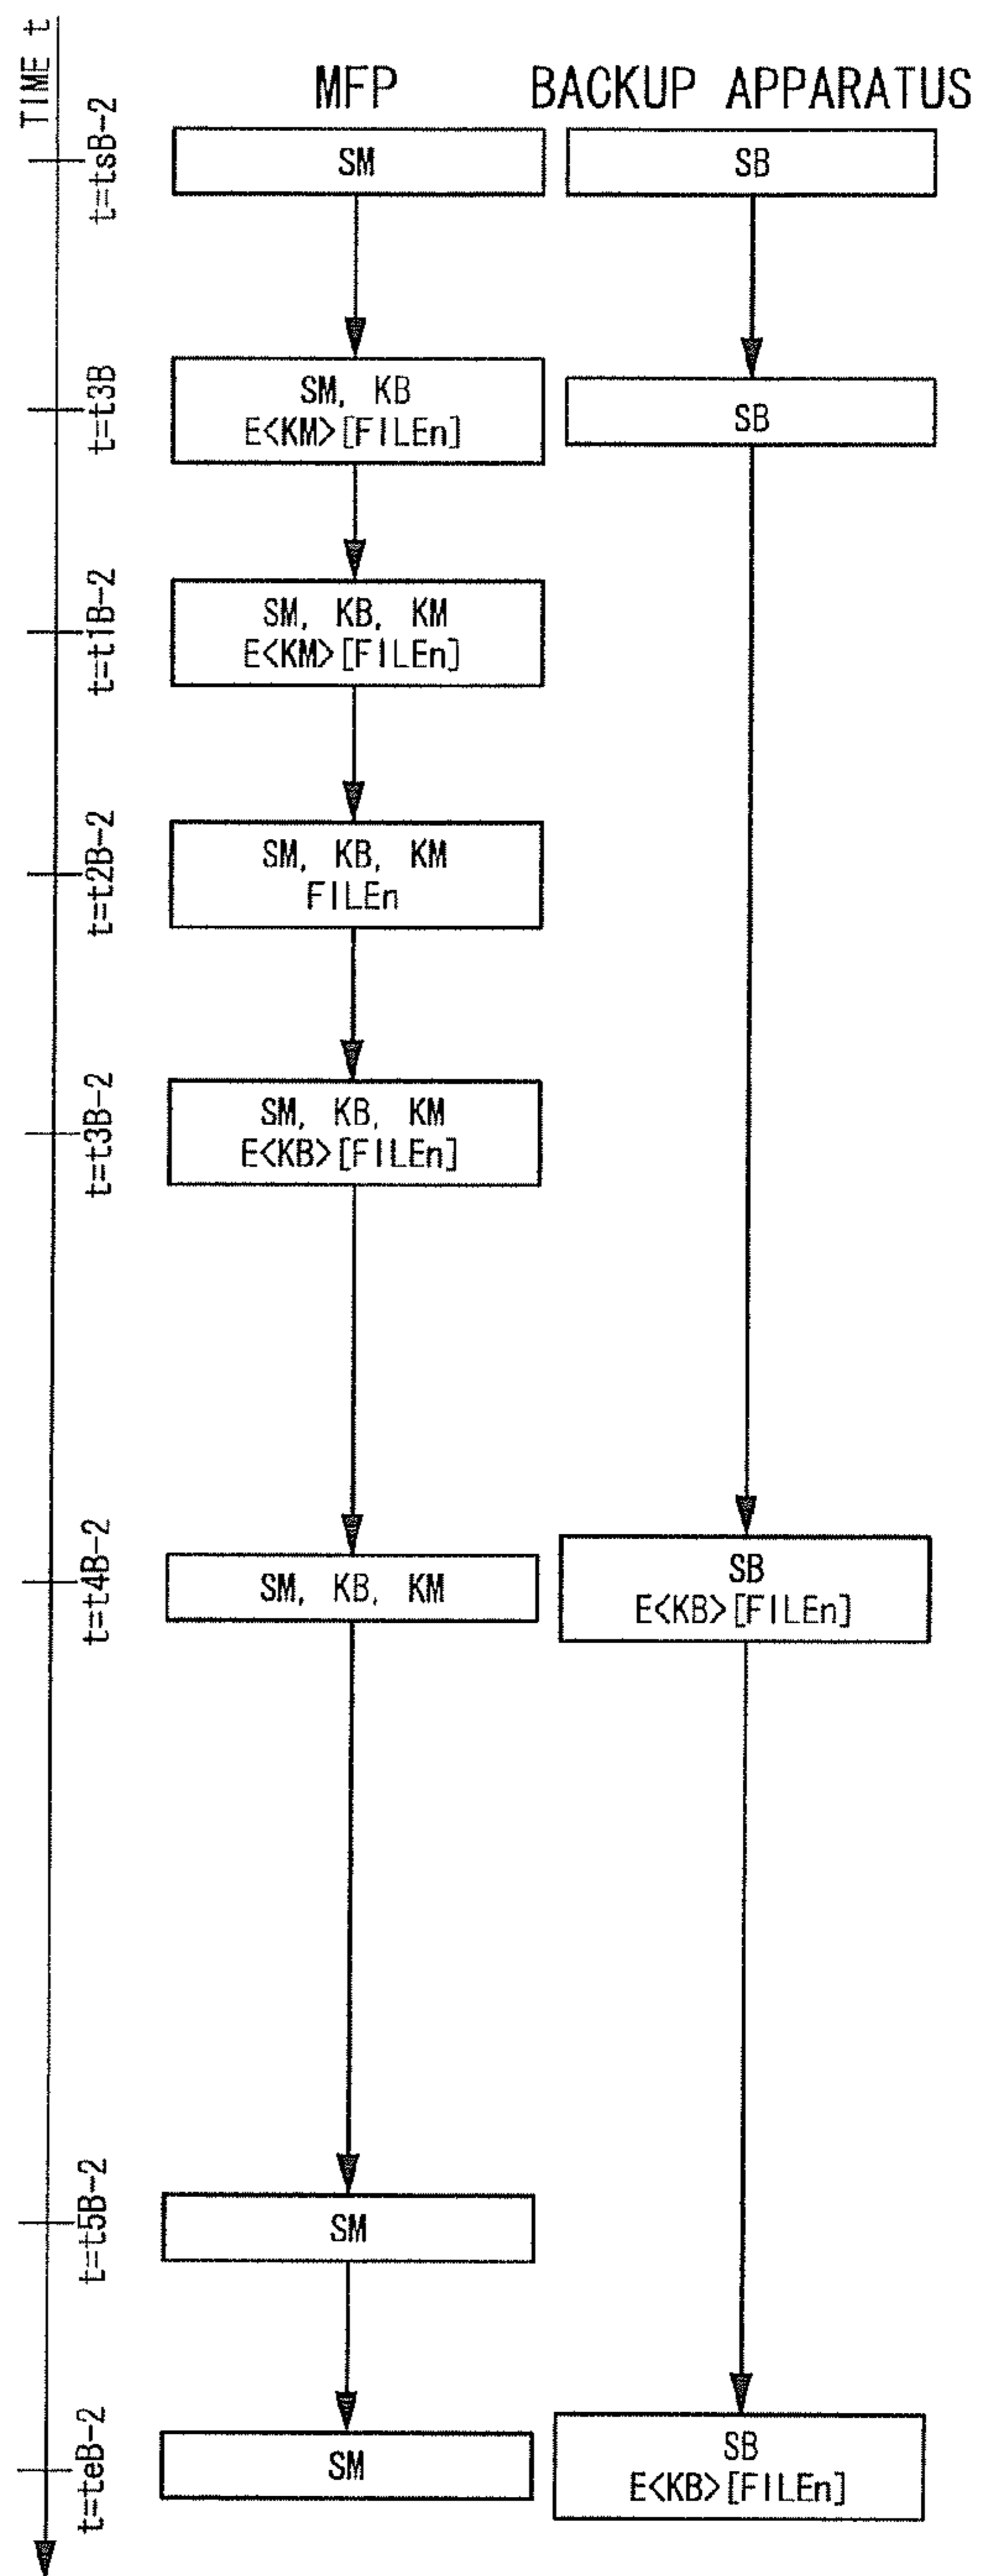 TIME t
MFP
BACKUP APPARATUS
t=tsB-2
SM
SB
t=t3B
SM, KB
E<KM>[FILEn]
SB
t=t1B-2
SM, KB, KM
E<KM>[FILEn]
t=t2B-2
SM, KB, KM
FILEn
t=t3B-2
SM, KB, KM
E<KB>[FILEn]
t=t4B-2
SM, KB, KM
SB
E<KB>[FILEn]
t=t5B-2
SM
t=teB-2
SM
SB
E<KB>[FILEn]